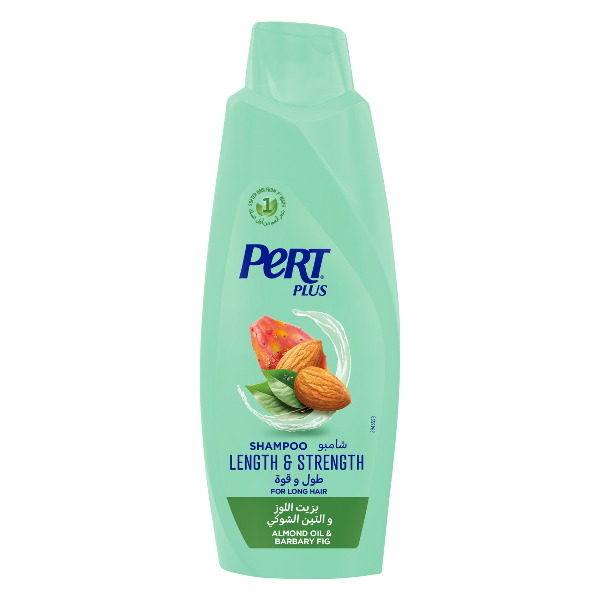 1
PERT
PLUS
SHAMPOO شامبو
LENGTH & STRENGTH
طول و قوة
FOR LONG HAIR
بزيت اللوز
و التين الشوكي
ALMOND OIL &
BARBARY FIG